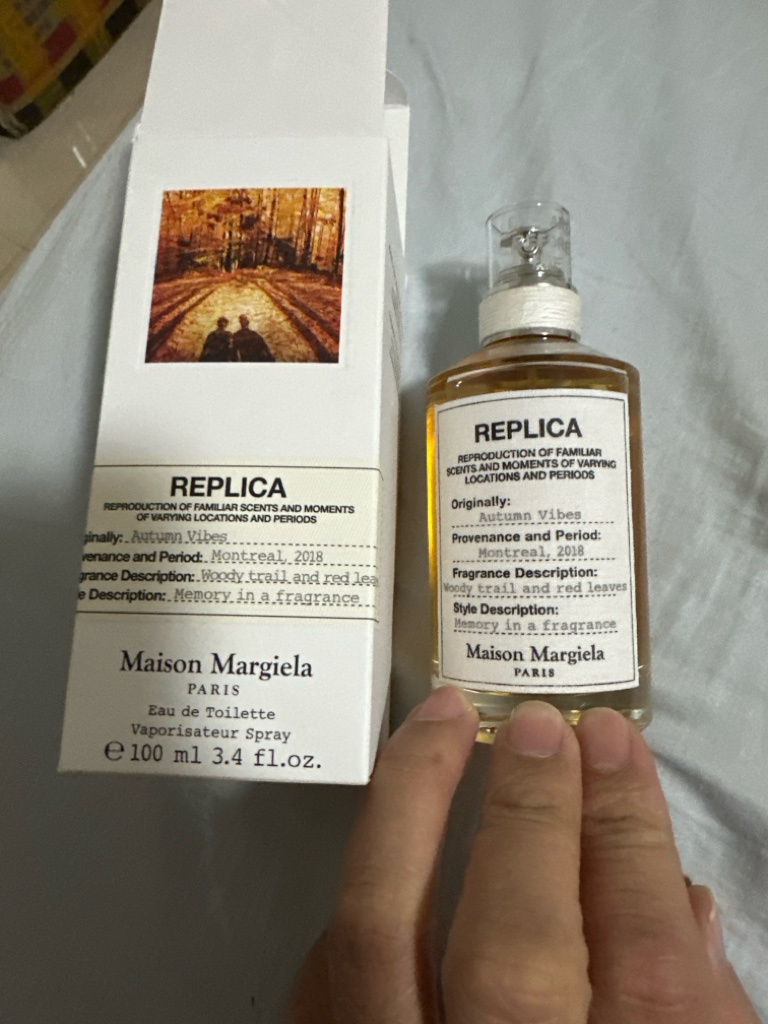 REPLICA
REPRODUCTION OF FAMILIAR SCENTS AND MOMENTS
OF VARYING LOCATIONS AND PERIODS
ginally: Autumn Vibes
venance and Period: Montreal, 2018
grance Description: Woody trail and red lea
e Description: Memory in a fragrance
Maison Margiela
PARIS
Eau de Toilette
Vaporisateur Spray
℮ 100 ml 3.4 fl.oz.
REPLICA
REPRODUCTION OF FAMILIAR
SCENTS AND MOMENTS OF VARYING
LOCATIONS AND PERIODS
Originally:
Autumn Vibes
Provenance and Period:
Montreal, 2018
Fragrance Description:
Woody trail and red leaves
Style Description:
Memory in a fragrance
Maison Margiela
PARIS